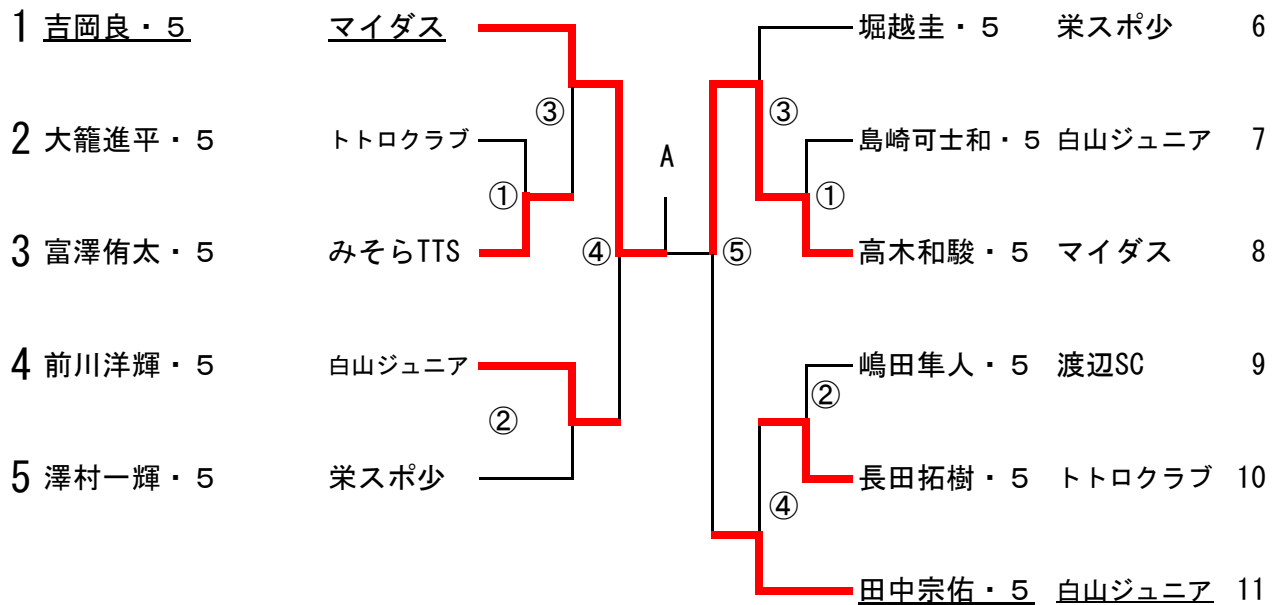 1 吉岡良・5 マイダス
堀越圭・5 栄スポ少 6
③ ③
2 大籠進平・5 トトロクラブ
島崎可士和・5 白山ジュニア 7
A
① ①
3 富澤侑太・5 みそらTTS
④ ⑤
高木和駿・5 マイダス 8
4 前川洋輝・5 白山ジュニア
嶋田隼人・5 渡辺SC 9
② ②
5 澤村一輝・5 栄スポ少
長田拓樹・5 トトロクラブ 10
④
田中宗佑・5 白山ジュニア 11